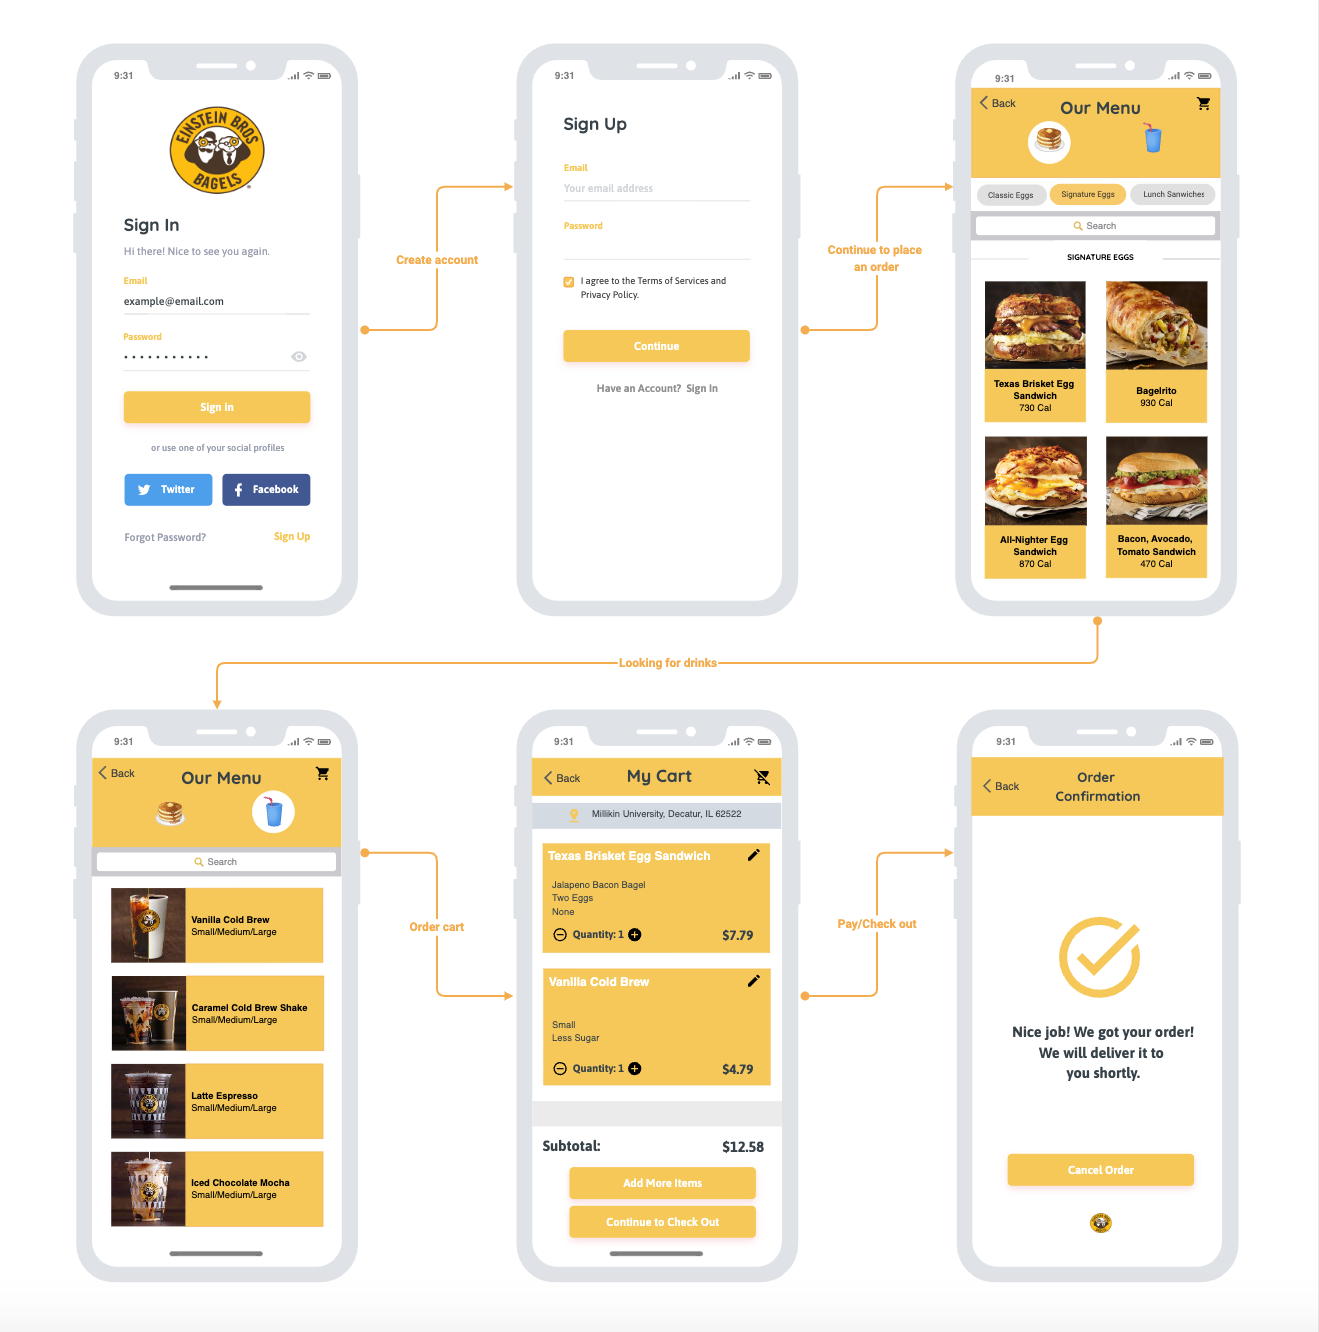 9:31
EINSTEIN BROS
BAGELS
Sign In
Hi there! Nice to see you again.
Email
example@email.com
Password
Sign in
or use one of your social profiles
Twitter
Facebook
Forgot Password?
Sign Up
Create account
9:31
Sign Up
Email
Your email address
Password
I agree to the Terms of Services and
Privacy Policy.
Continue
Have an Account? Sign In
Continue to place
an order
9:31
Back
Our Menu
Classic Eggs
Signature Eggs
Lunch Sanwiches
Search
SIGNATURE EGGS
Texas Brisket Egg
Sandwich
730 Cal
Bagelrito
930 Cal
All-Nighter Egg
Sandwich
870 Cal
Bacon, Avocado,
Tomato Sandwich
470 Cal
Looking for drinks
9:31
Back
Our Menu
Search
Vanilla Cold Brew
Small/Medium/Large
Caramel Cold Brew Shake
Small/Medium/Large
Latte Espresso
Small/Medium/Large
Iced Chocolate Mocha
Small/Medium/Large
Order cart
9:31
Back
My Cart
Millikin University, Decatur, IL 62522
Texas Brisket Egg Sandwich
Jalapeno Bacon Bagel
Two Eggs
None
Quantity: 1
$7.79
Vanilla Cold Brew
Small
Less Sugar
Quantity: 1
$4.79
Subtotal:
$12.58
Add More Items
Continue to Check Out
Pay/Check out
9:31
Back
Order
Confirmation
Nice job! We got your order!
We will deliver it to
you shortly.
Cancel Order